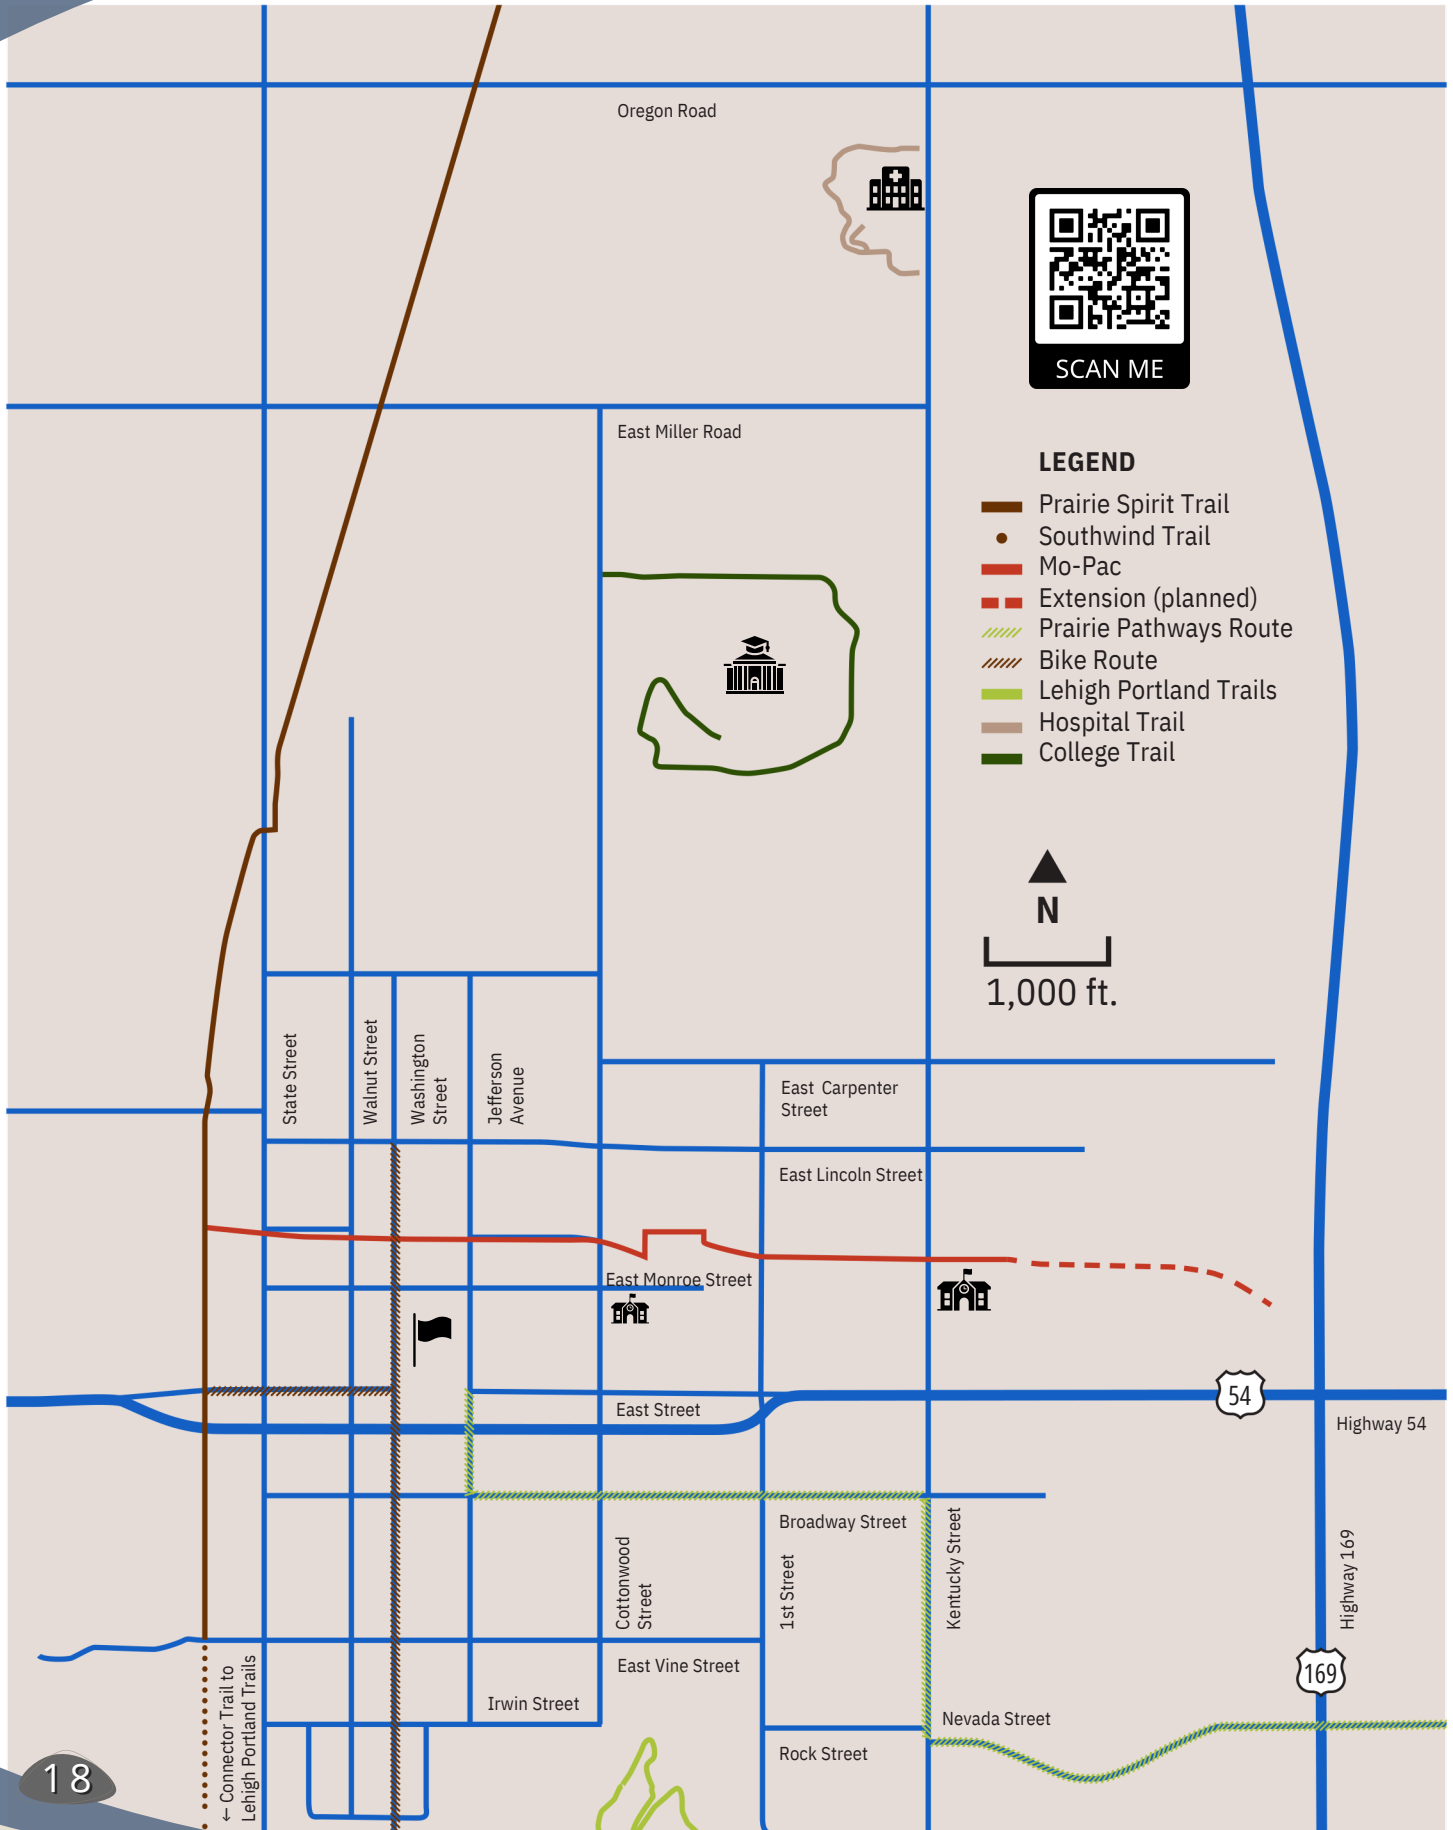 Oregon Road
SCAN ME
East Miller Road
LEGEND
Prairie Spirit Trail
Southwind Trail
Mo-Pac
Extension (planned)
Prairie Pathways Route
Bike Route
Lehigh Portland Trails
Hospital Trail
College Trail
N
1,000 ft.
State Street
Walnut Street
Washington
Street
Jefferson
Avenue
East Carpenter
Street
East Lincoln Street
East Monroe Street
54
East Street
Highway 54
Broadway Street
Cottonwood
Street
1st Street
Kentucky Street
Highway 169
East Vine Street
169
Irwin Street
Nevada Street
Rock Street
← Connector Trail to
Lehigh Portland Trails
18